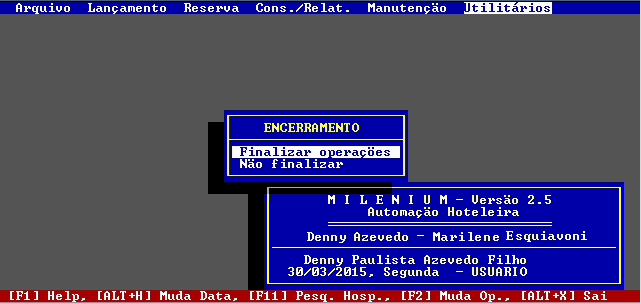 Arquivo Lançamento Reserva Cons./Relat. Manutenção Utilitários
ENCERRAMENTO
Finalizar operações
Não finalizar
M I L E N I U M - Versão 2.5
Automação Hoteleira
Denny Azevedo - Marilene Esquiavoni
Denny Paulista Azevedo Filho
30/03/2015, Segunda - USUARIO
[F1] Help, [ALT+H] Muda Data, [F11] Pesq. Hosp., [F2] Muda Op., [ALT+X] Sai